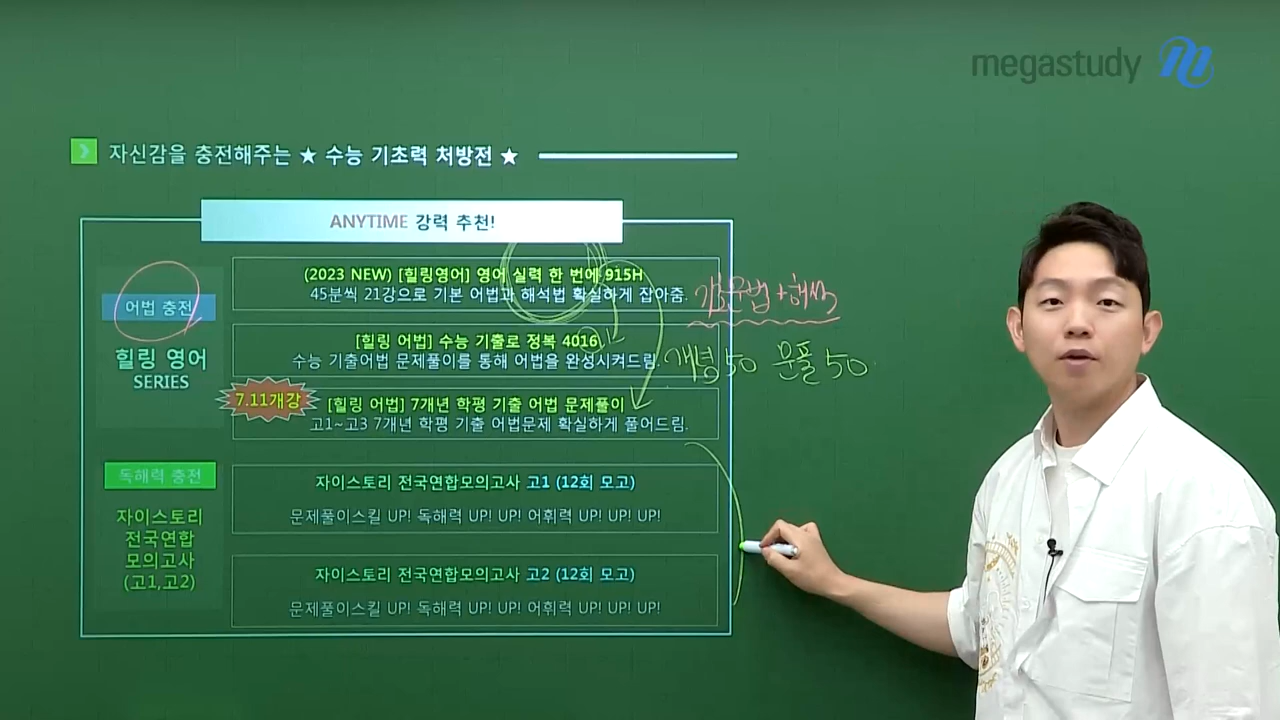 megastudy
자신감을 충전해주는 ★ 수능 기초력 처방전 ★
ANYTIME 강력 추천!
어법 충전
힐링 영어
SERIES
(2023 NEW) [힐링영어] 영어 실력 한 번에 915H
45분씩 21강으로 기본 어법과 해석법 확실하게 잡아줌.
기초문법+해석
[힐링 어법] 수능 기출로 정복 4016
수능 기출어법 문제풀이를 통해 어법을 완성시켜드림.
개념50 문풀50
7.11개강
[힐링 어법] 7개년 학평 기출 어법 문제풀이
고1~고3 7개년 학평 기출 어법문제 확실하게 풀어드림.
독해력 충전
자이스토리
전국연합
모의고사
(고1,고2)
자이스토리 전국연합모의고사 고1 (12회 모고)
문제풀이스킬 UP! 독해력 UP! UP! 어휘력 UP! UP! UP!
자이스토리 전국연합모의고사 고2 (12회 모고)
문제풀이스킬 UP! 독해력 UP! UP! 어휘력 UP! UP! UP!